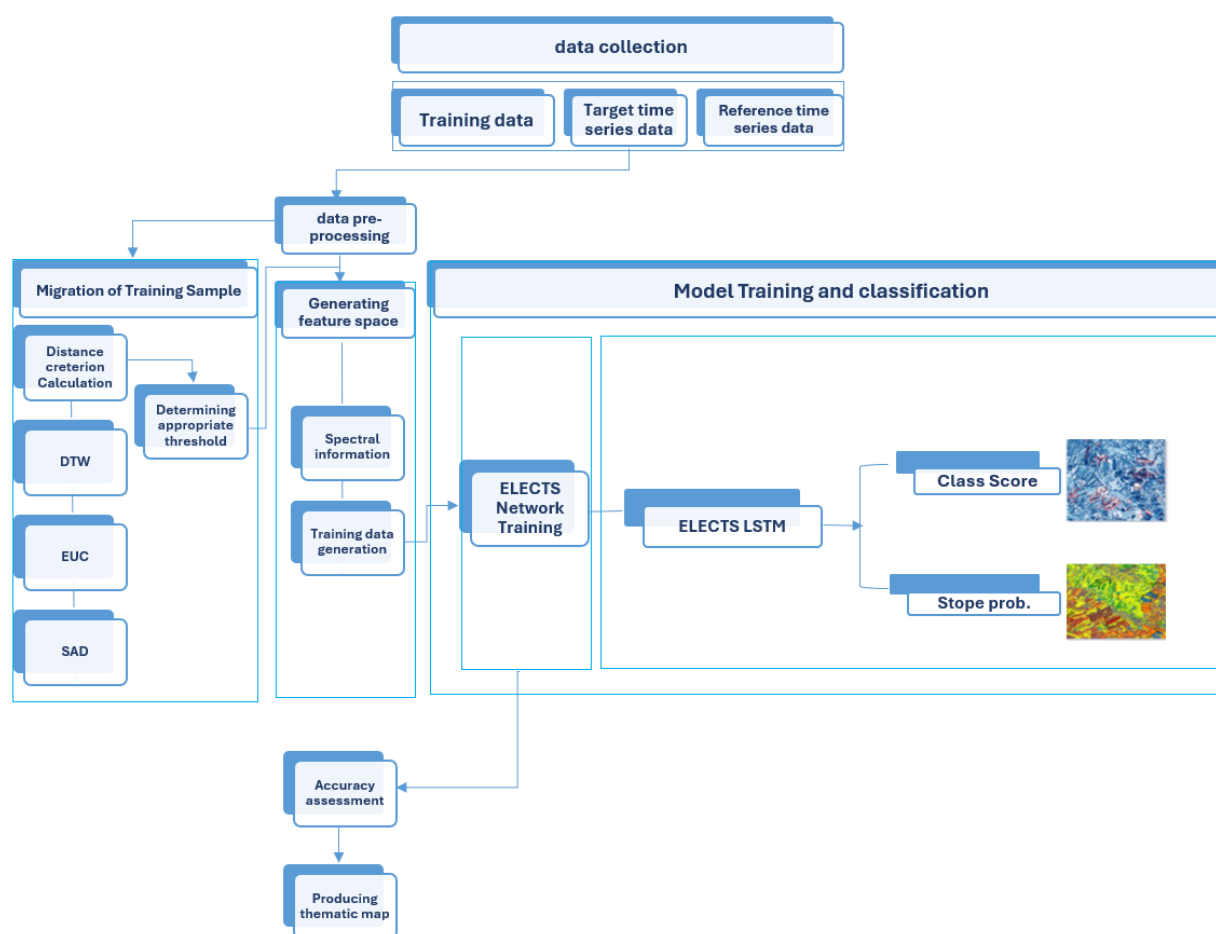 data collection
Training data
Target time
series data
Reference time
series data
data pre-
processing
Migration of Training Sample
Distance
creterion
Calculation
Determining
appropriate
threshold
DTW
EUC
SAD
Generating
feature space
Spectral
information
Training data
generation
Model Training and classification
ELECTS
Network
Training
ELECTS LSTM
Class Score
Stope prob.
Accuracy
assessment
Producing
thematic map